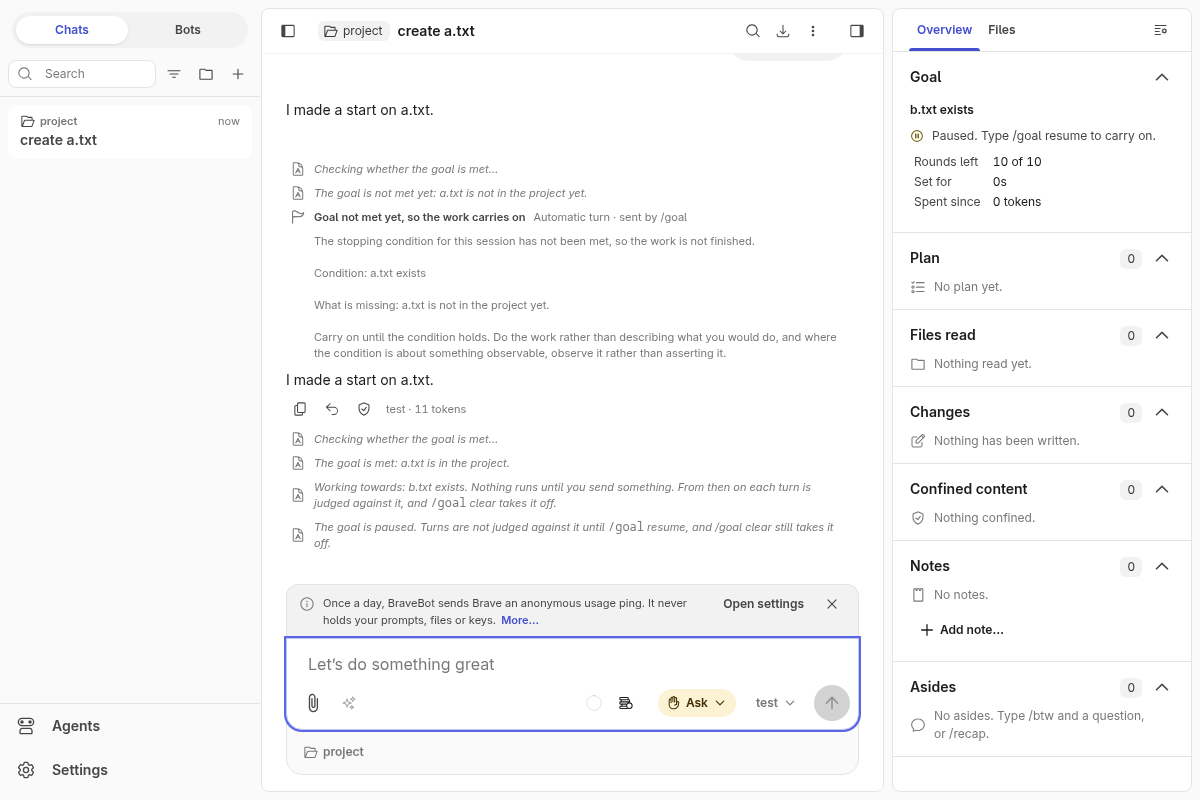 Chats
Bots
Search
project
now
create a.txt
Agents
Settings
project
create a.txt
I made a start on a.txt.
Checking whether the goal is met...
The goal is not met yet: a.txt is not in the project yet.
Goal not met yet, so the work carries on Automatic turn · sent by /goal
The stopping condition for this session has not been met, so the work is not finished.
Condition: a.txt exists
What is missing: a.txt is not in the project yet.
Carry on until the condition holds. Do the work rather than describing what you would do, and where
the condition is about something observable, observe it rather than asserting it.
I made a start on a.txt.
test · 11 tokens
Checking whether the goal is met...
The goal is met: a.txt is in the project.
Working towards: b.txt exists. Nothing runs until you send something. From then on each turn is
judged against it, and /goal clear takes it off.
The goal is paused. Turns are not judged against it until /goal resume, and /goal clear still takes it
off.
Once a day, BraveBot sends Brave an anonymous usage ping. It never
holds your prompts, files or keys. More...
Open settings
Let's do something great
Ask
test
project
Overview
Files
Goal
b.txt exists
Paused. Type /goal resume to carry on.
Rounds left 10 of 10
Set for 0s
Spent since 0 tokens
Plan 0
No plan yet.
Files read 0
Nothing read yet.
Changes 0
Nothing has been written.
Confined content 0
Nothing confined.
Notes 0
No notes.
Add note...
Asides 0
No asides. Type /btw and a question,
or /recap.